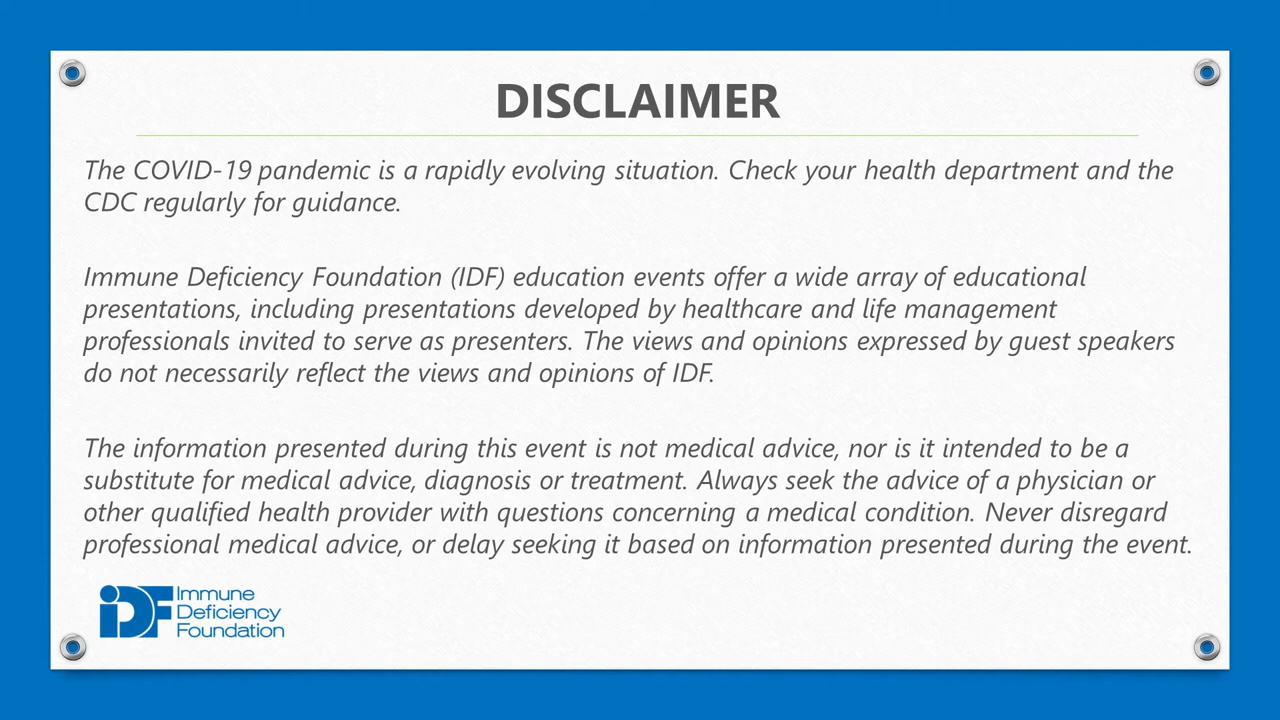 DISCLAIMER
The COVID-19 pandemic is a rapidly evolving situation. Check your health department and the
CDC regularly for guidance.
Immune Deficiency Foundation (IDF) education events offer a wide array of educational
presentations, including presentations developed by healthcare and life management
professionals invited to serve as presenters. The views and opinions expressed by guest speakers
do not necessarily reflect the views and opinions of IDF.
The information presented during this event is not medical advice, nor is it intended to be a
substitute for medical advice, diagnosis or treatment. Always seek the advice of a physician or
other qualified health provider with questions concerning a medical condition. Never disregard
professional medical advice, or delay seeking it based on information presented during the event.
iDF
Immune
Deficiency
Foundation